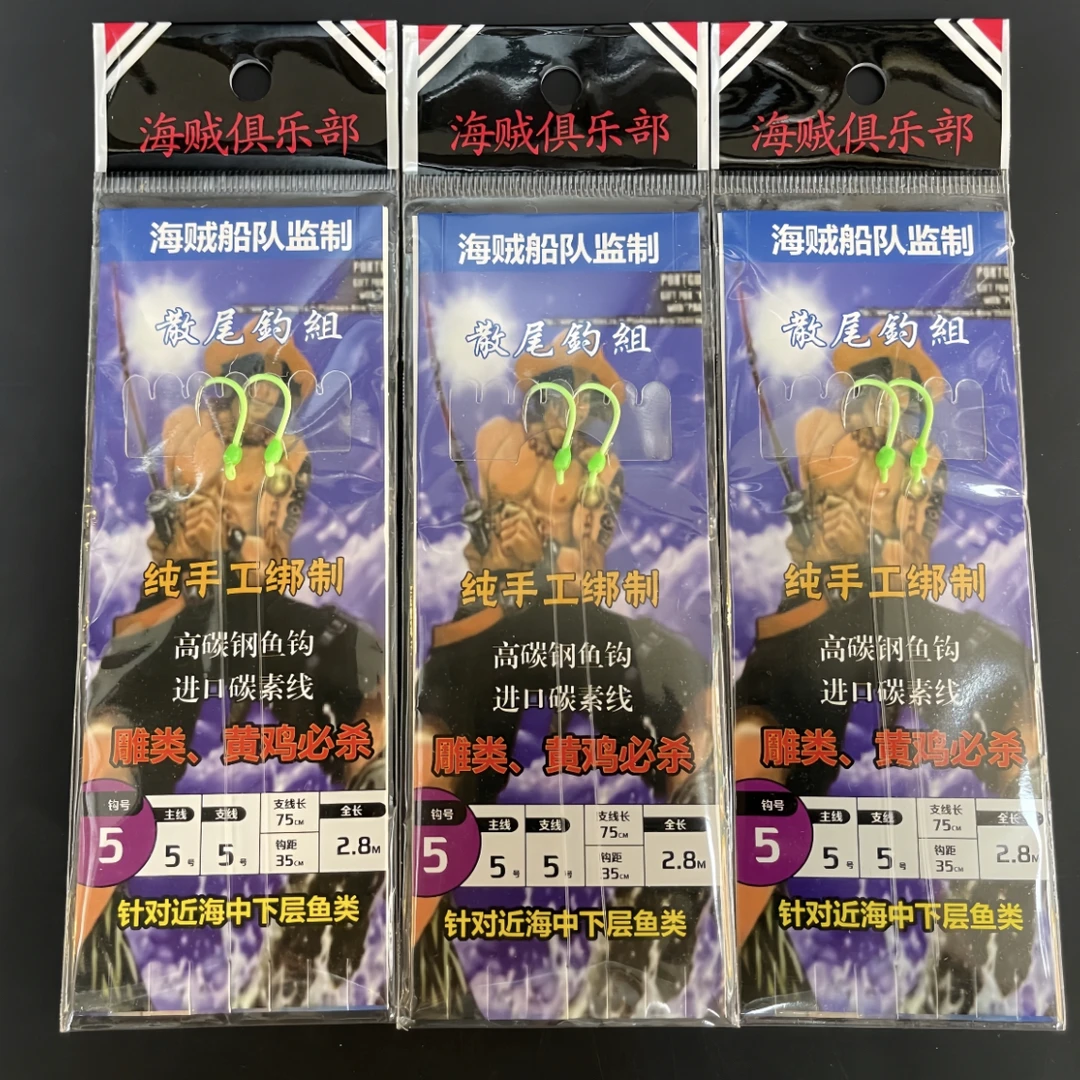 海贼俱乐部
海贼船队监制
散尾釣組
纯手工绑制
高碳钢鱼钩
进口碳素线
雕类、黄鸡必杀
钩号 主线 支线 支线长 全长
5 5号 5号 75CM 2.8M
钩距
35CM
针对近海中下层鱼类
海贼俱乐部
海贼船队监制
散尾釣組
纯手工绑制
高碳钢鱼钩
进口碳素线
雕类、黄鸡必杀
钩号 主线 支线 支线长 全长
5 5号 5号 75CM 2.8M
钩距
35CM
针对近海中下层鱼类
海贼俱乐部
海贼船队监制
散尾釣組
纯手工绑制
高碳钢鱼钩
进口碳素线
雕类、黄鸡必杀
钩号 主线 支线 支线长 全长
5 5号 5号 75CM 2.8M
钩距
35CM
针对近海中下层鱼类